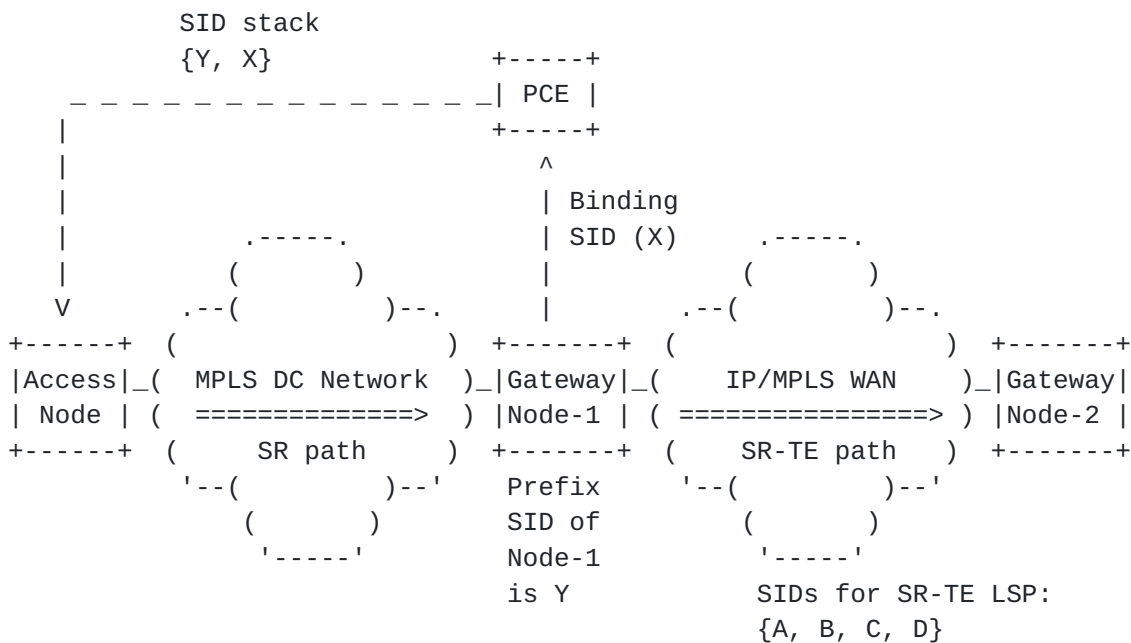 SID stack
{Y, X}
PCE
Binding
SID (X)
Access Node
MPLS DC Network
SR path
Gateway Node-1
IP/MPLS WAN
SR-TE path
Gateway Node-2
Prefix
SID of
Node-1
is Y
SIDs for SR-TE LSP:
{A, B, C, D}